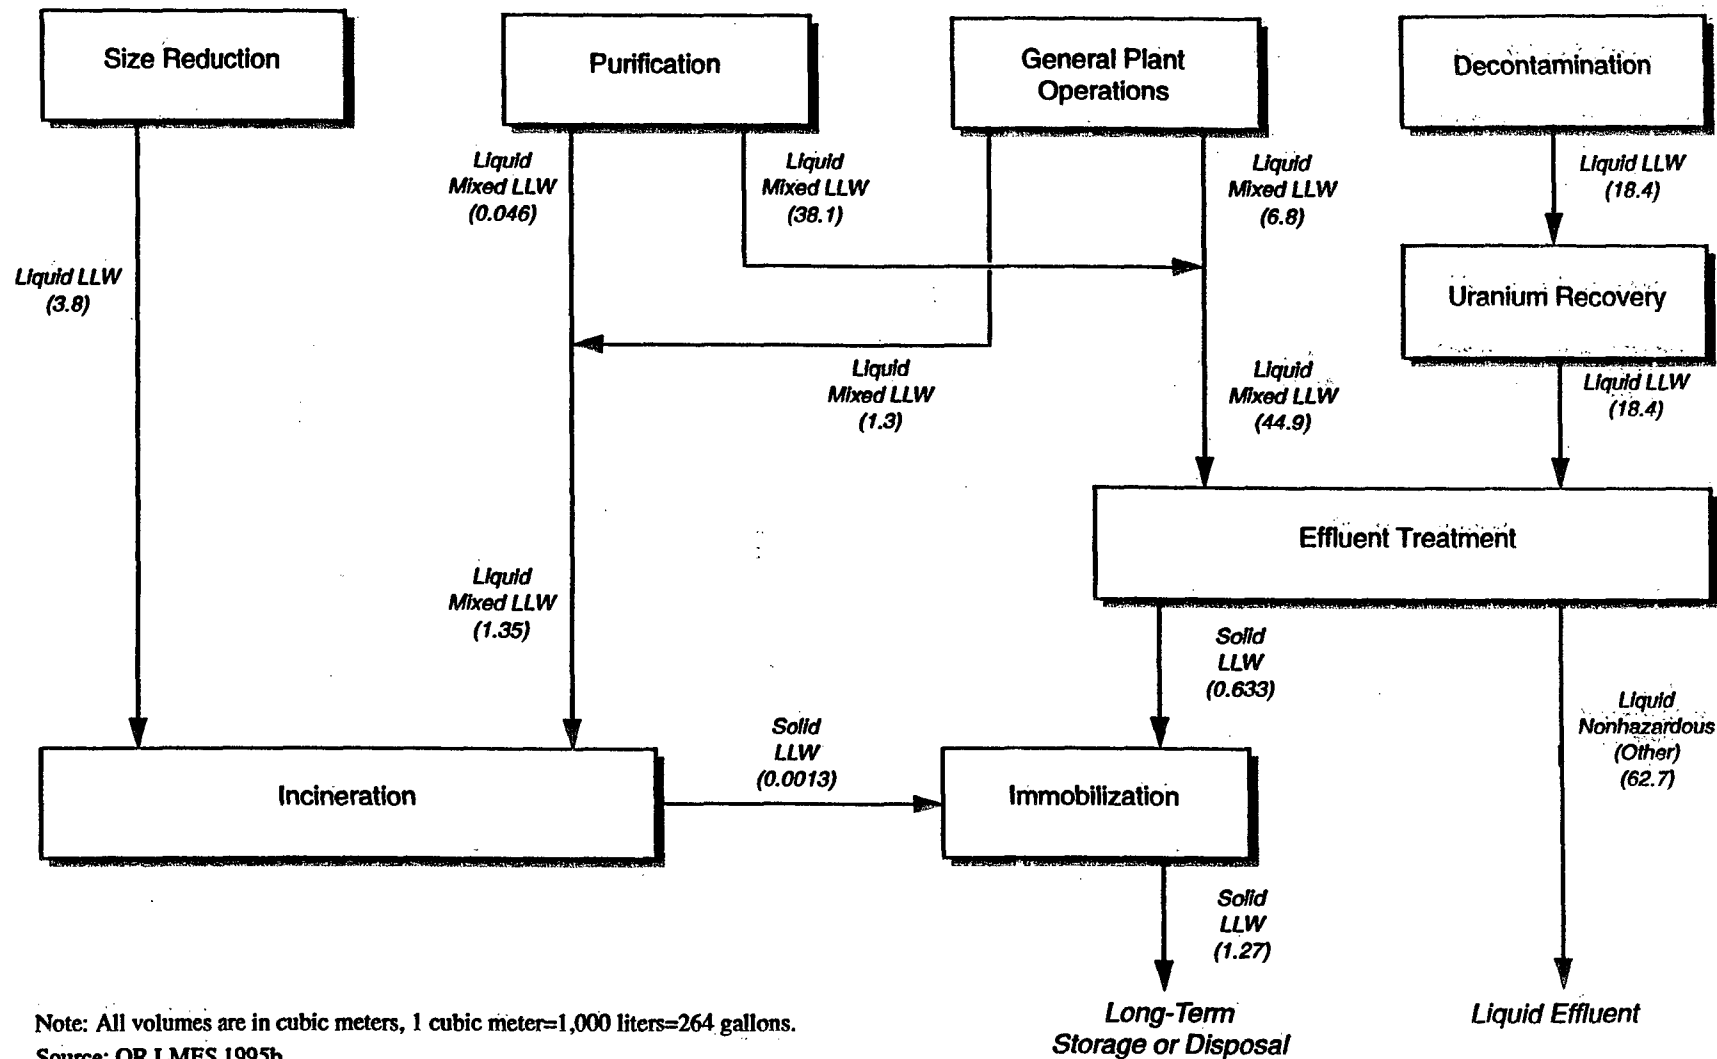 Size Reduction
Purification
General Plant
Operations
Decontamination
Liquid
Mixed LLW
(0.046)
Liquid
Mixed LLW
(38.1)
Liquid
Mixed LLW
(6.8)
Liquid LLW
(18.4)
Liquid LLW
(3.8)
Uranium Recovery
Liquid
Mixed LLW
(1.3)
Liquid
Mixed LLW
(44.9)
Liquid LLW
(18.4)
Effluent Treatment
Liquid
Mixed LLW
(1.35)
Solid
LLW
(0.633)
Liquid
Nonhazardous
(Other)
(62.7)
Solid
LLW
(0.0013)
Incineration
Immobilization
Solid
LLW
(1.27)
Long-Term
Storage or Disposal
Liquid Effluent
Note: All volumes are in cubic meters, 1 cubic meter=1,000 liters=264 gallons.
Source: OR LMES 1995b